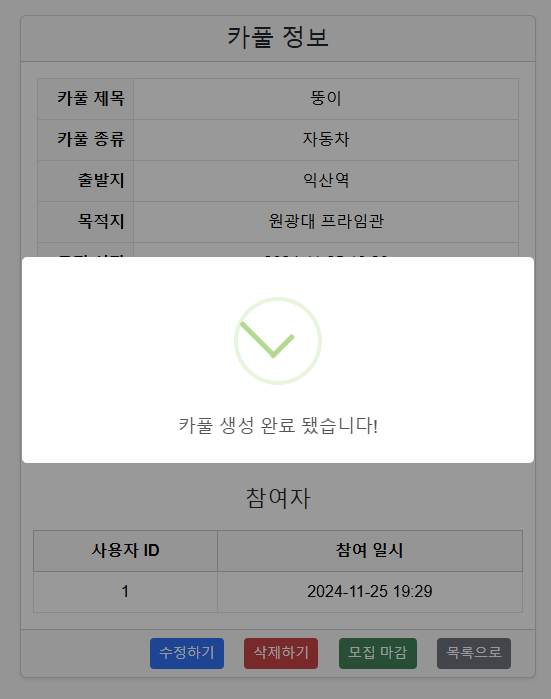 카풀 정보
카풀 제목 뚱이
카풀 종류 자동차
출발지 익산역
목적지 원광대 프라임관
카풀 생성 완료 됐습니다!
참여자
사용자 ID 참여 일시
1 2024-11-25 19:29
수정하기 삭제하기 모집 마감 목록으로